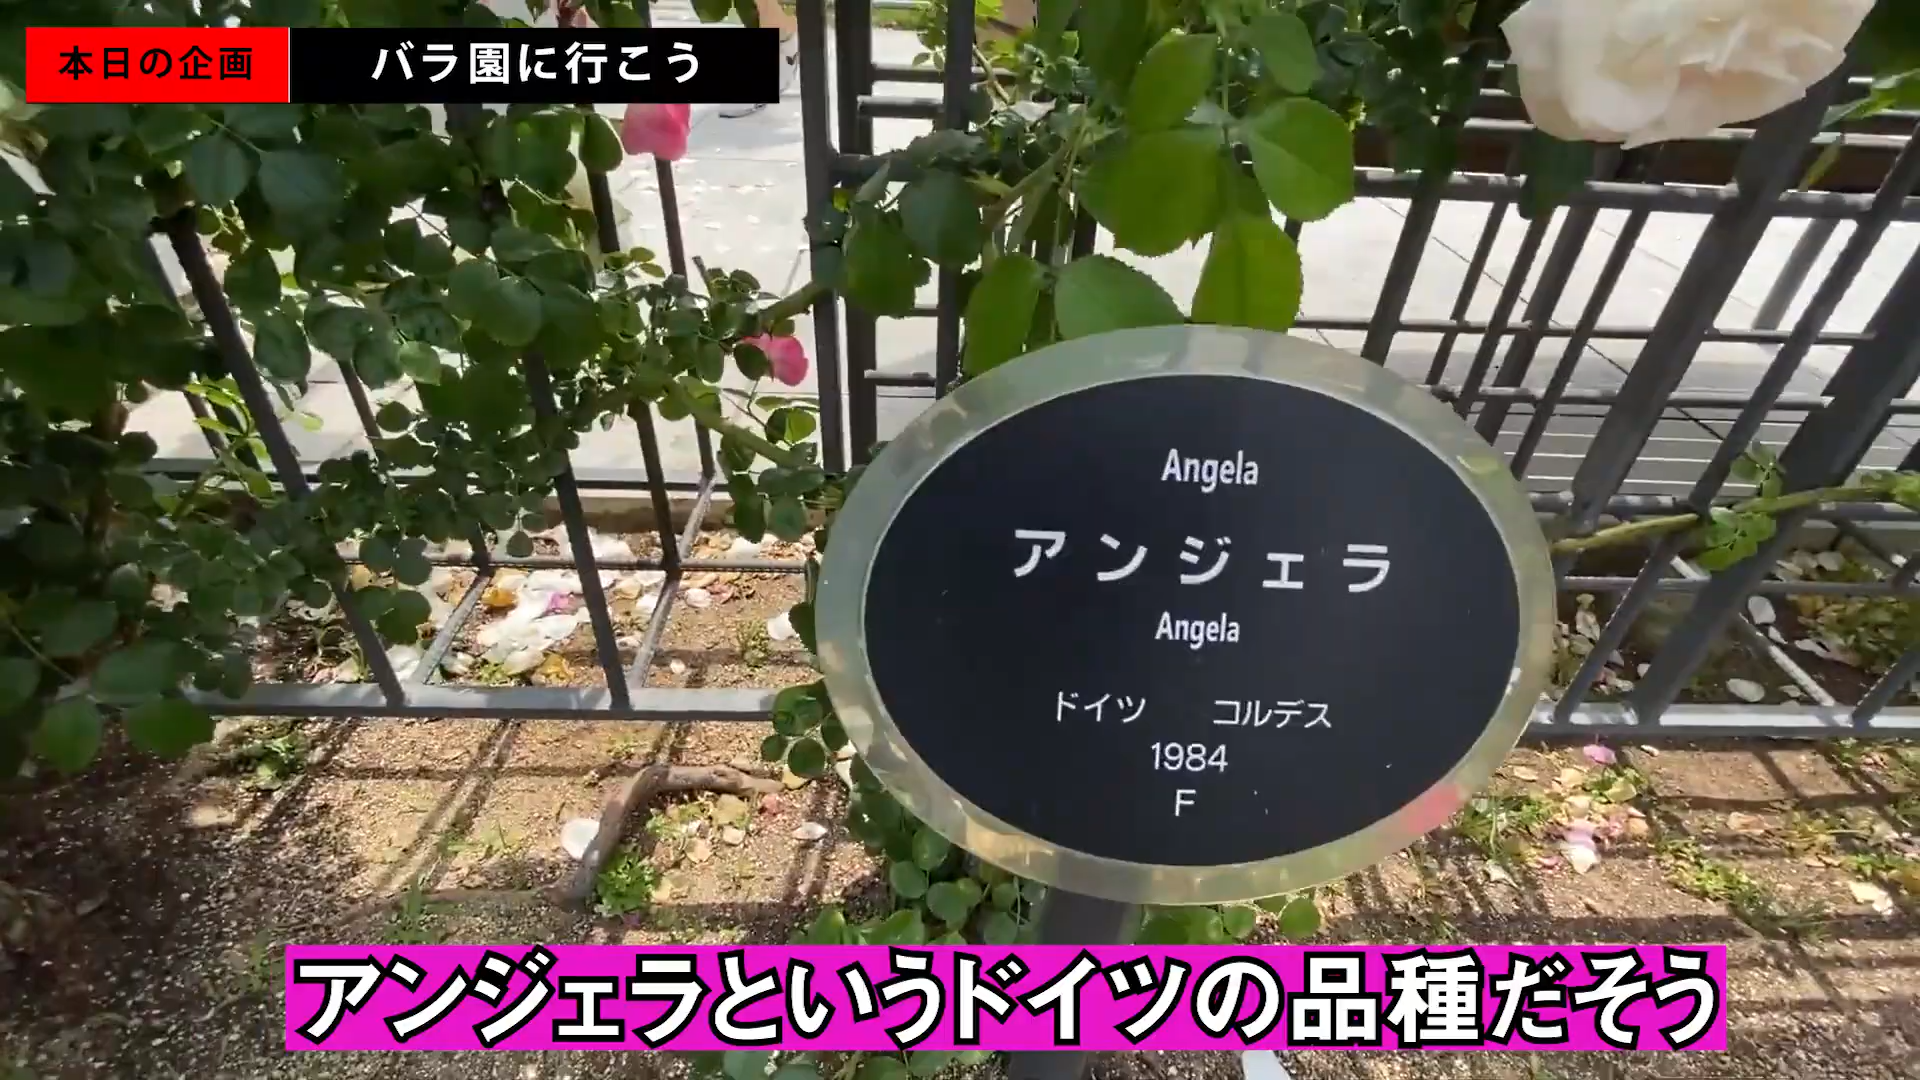 本日の企画 バラ園に行こう
Angela
アンジェラ
Angela
ドイツ コルデス
1984
F
アンジェラというドイツの品種だそう